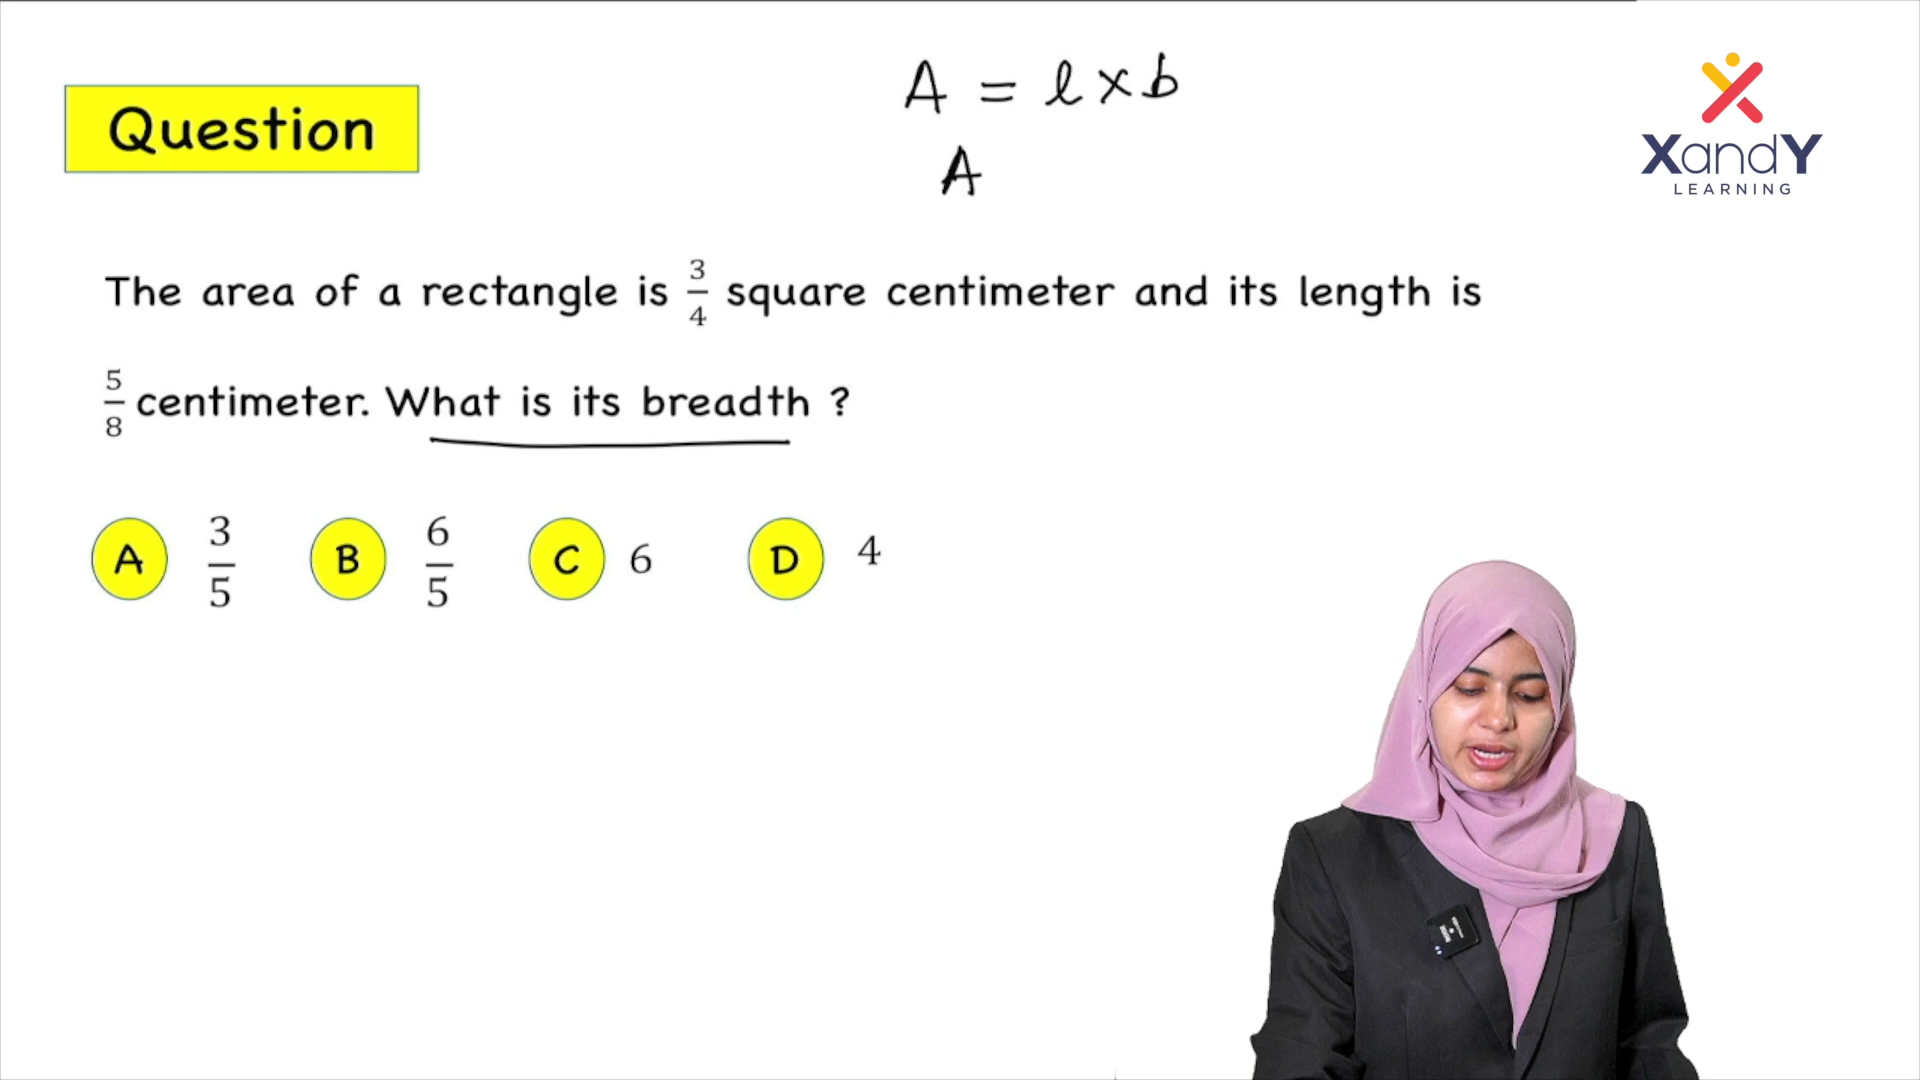 A = l × b
Question
A
XandY
LEARNING
The area of a rectangle is 3/4 square centimeter and its length is
5/8 centimeter. What is its breadth ?
A 3/5 B 6/5 C 6 D 4